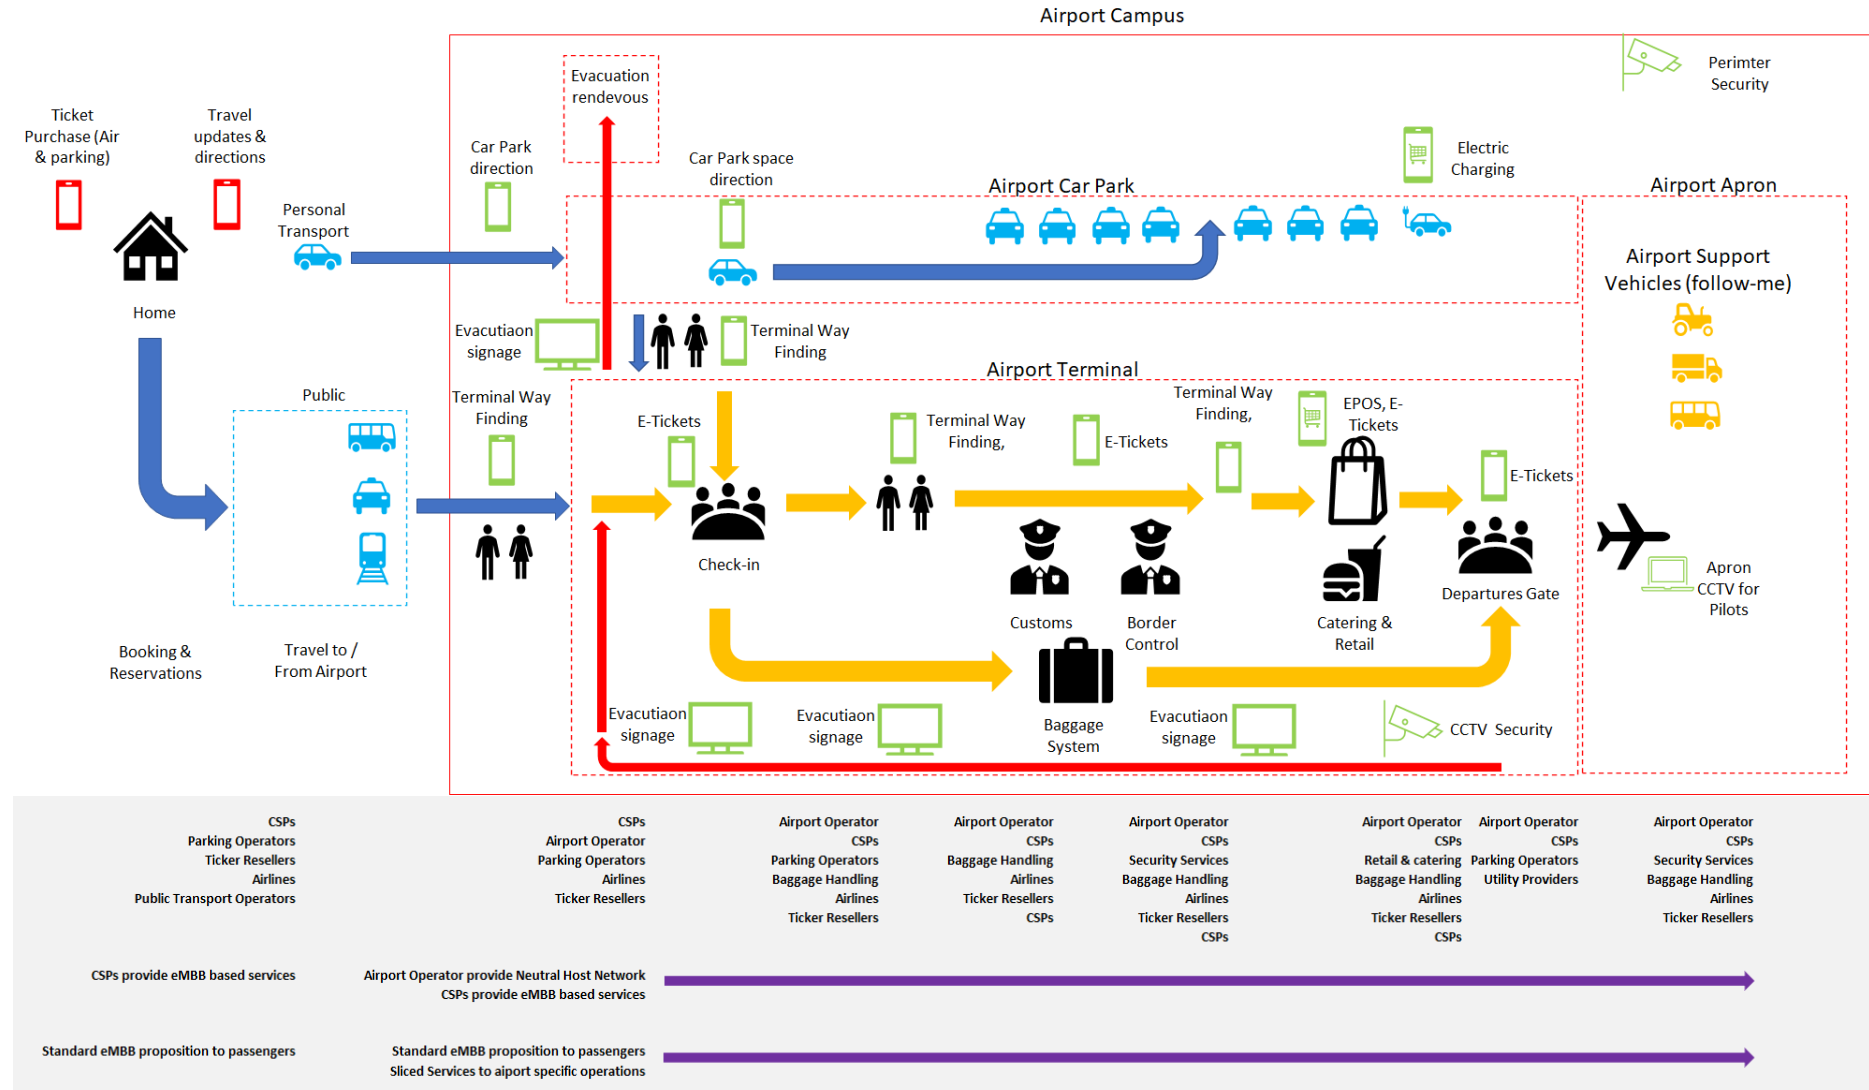 Airport Campus
Perimter
Security
Evacuation
rendevous
Ticket
Purchase (Air
& parking)
Travel
updates &
directions
Car Park
direction
Car Park space
direction
Electric
Charging
Airport Car Park
Airport Apron
Personal
Transport
Home
Airport Support
Vehicles (follow-me)
Evacutiaon
signage
Terminal Way
Finding
Airport Terminal
Public
Terminal Way
Finding
E-Tickets
Terminal Way
Finding,
E-Tickets
Terminal Way
Finding,
EPOS, E-
Tickets
E-Tickets
Check-in
Customs
Border
Control
Catering &
Retail
Departures Gate
Apron
CCTV for
Pilots
Booking &
Reservations
Travel to /
From Airport
Baggage
System
Evacutiaon
signage
Evacutiaon
signage
Evacutiaon
signage
CCTV  Security
CSPs
Parking Operators
Ticker Resellers
Airlines
Public Transport Operators
CSPs
Airport Operator
Parking Operators
Airlines
Ticker Resellers
Airport Operator
CSPs
Parking Operators
Baggage Handling
Airlines
Ticker Resellers
Airport Operator
CSPs
Baggage Handling
Airlines
Ticker Resellers
CSPs
Airport Operator
CSPs
Security Services
Baggage Handling
Airlines
Ticker Resellers
CSPs
Airport Operator
CSPs
Retail & catering
Baggage Handling
Airlines
Ticker Resellers
CSPs
Airport Operator
CSPs
Parking Operators
Utility Providers
Airport Operator
CSPs
Security Services
Baggage Handling
Airlines
Ticker Resellers
CSPs provide eMBB based services
Airport Operator provide Neutral Host Network
CSPs provide eMBB based services
Standard eMBB proposition to passengers
Standard eMBB proposition to passengers
Sliced Services to aiport specific operations